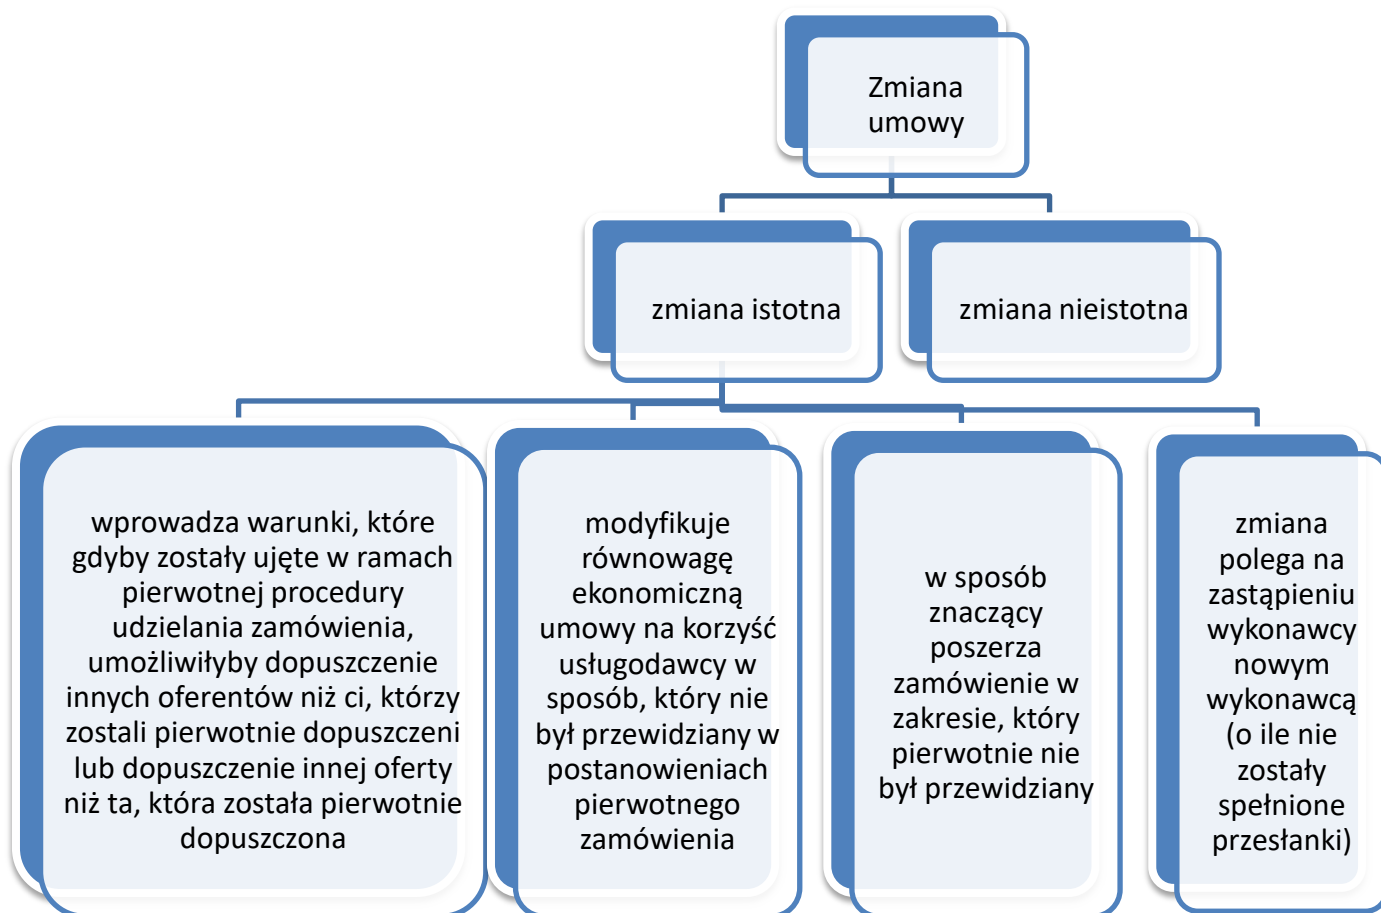 Zmiana
umowy
zmiana istotna
zmiana nieistotna
wprowadza warunki, które
gdyby zostały ujęte w ramach
pierwotnej procedury
udzielania zamówienia,
umożliwiłyby dopuszczenie
innych oferentów niż ci, którzy
zostali pierwotnie dopuszczeni
lub dopuszczenie innej oferty
niż ta, która została pierwotnie
dopuszczona
modyfikuje
równowagę
ekonomiczną
umowy na korzyść
usługodawcy w
sposób, który nie
był przewidziany w
postanowieniach
pierwotnego
zamówienia
w sposób
znaczący
poszerza
zamówienie w
zakresie, który
pierwotnie nie
był przewidziany
zmiana
polega na
zastąpieniu
wykonawcy
nowym
wykonawcą
(o ile nie
zostały
spełnione
przesłanki)